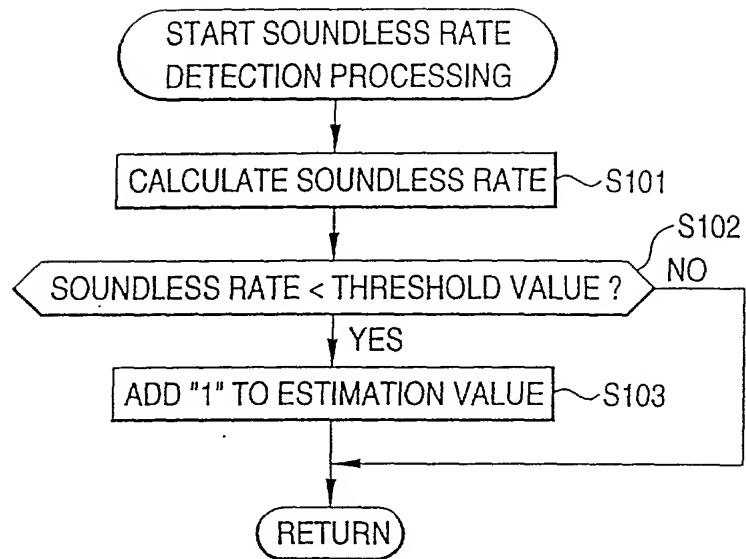 START SOUNDLESS RATE
DETECTION PROCESSING
CALCULATE SOUNDLESS RATE
S101
S102
SOUNDLESS RATE < THRESHOLD VALUE ?
NO
YES
ADD "1" TO ESTIMATION VALUE
S103
RETURN